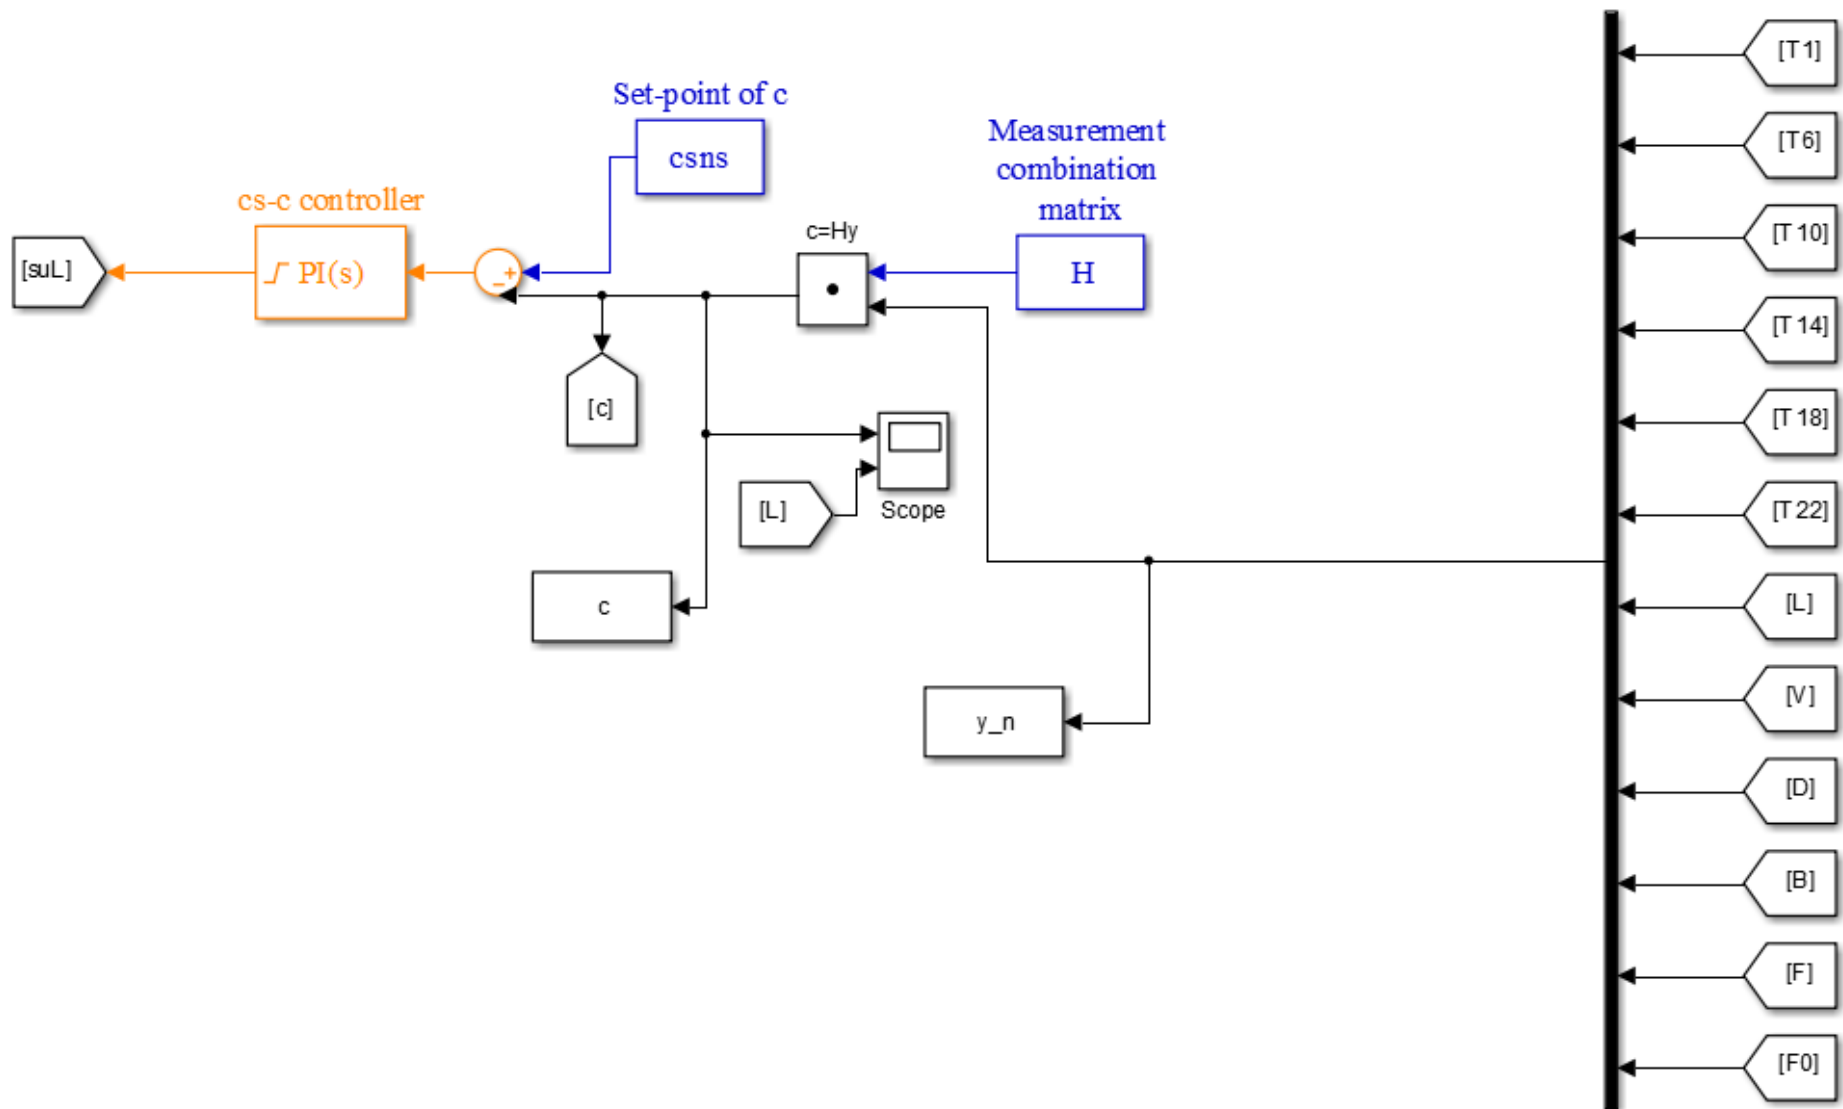 [T1]
Set-point of c
csns
Measurement
combination
matrix
[T6]
cs-c controller
c=Hy
[T10]
[suL]
PI(s)
+
−
H
[T14]
[c]
[T18]
[L]
Scope
[T22]
c
[L]
y_n
[V]
[D]
[B]
[F]
[F0]